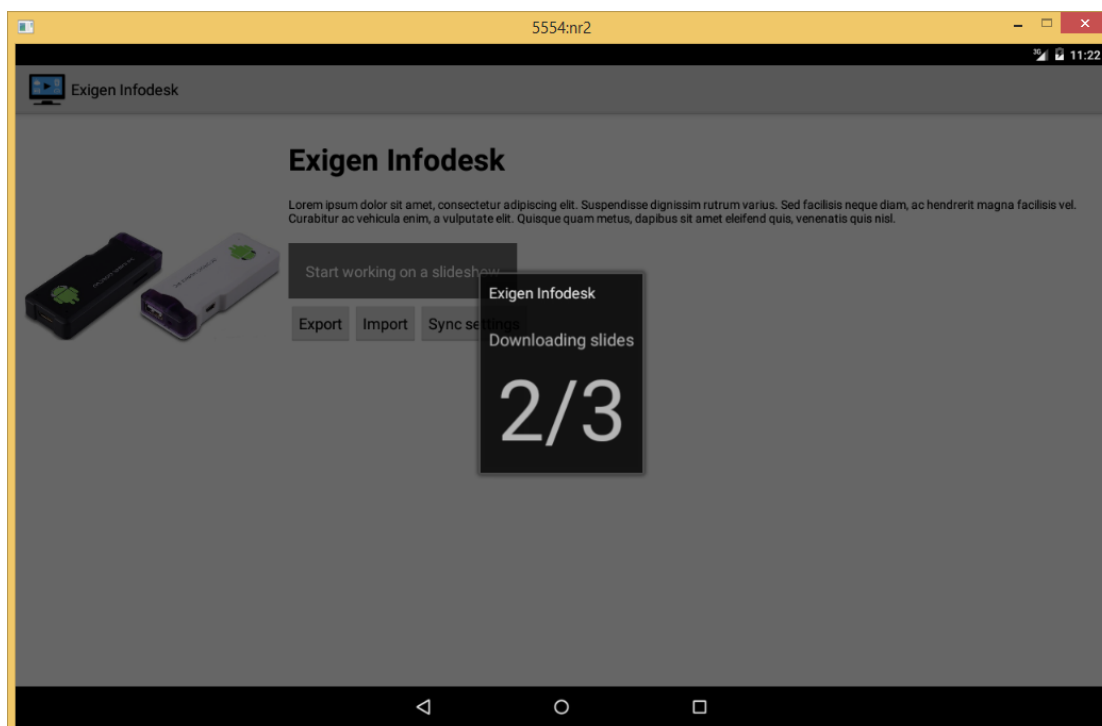 5554:nr2
3G 11:22
Exigen Infodesk
Exigen Infodesk
Lorem ipsum dolor sit amet, consectetur adipiscing elit. Suspendisse dignissim rutrum varius. Sed facilisis neque diam, ac hendrerit magna facilisis vel.
Curabitur ac vehicula enim, a vulputate elit. Quisque quam metus, dapibus sit amet eleifend quis, venenatis quis nisl.
Start working on a slideshow
Export Import Sync settings
Exigen Infodesk
Downloading slides
2/3